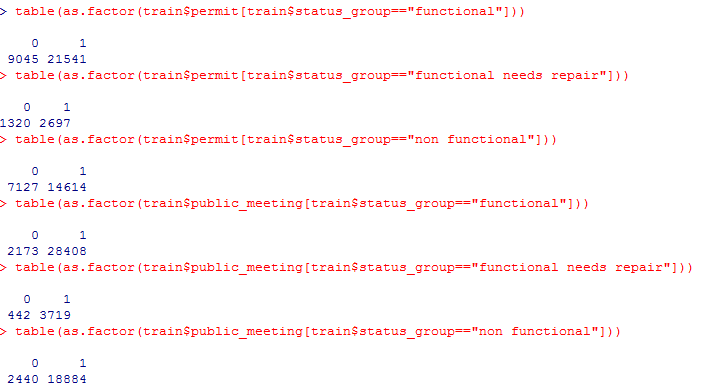 > table(as.factor(train$permit[train$status_group=="functional"]))
0 1
9045 21541
> table(as.factor(train$permit[train$status_group=="functional needs repair"]))
0 1
1320 2697
> table(as.factor(train$permit[train$status_group=="non functional"]))
0 1
7127 14614
> table(as.factor(train$public_meeting[train$status_group=="functional"]))
0 1
2173 28408
> table(as.factor(train$public_meeting[train$status_group=="functional needs repair"]))
0 1
442 3719
> table(as.factor(train$public_meeting[train$status_group=="non functional"]))
0 1
2440 18884